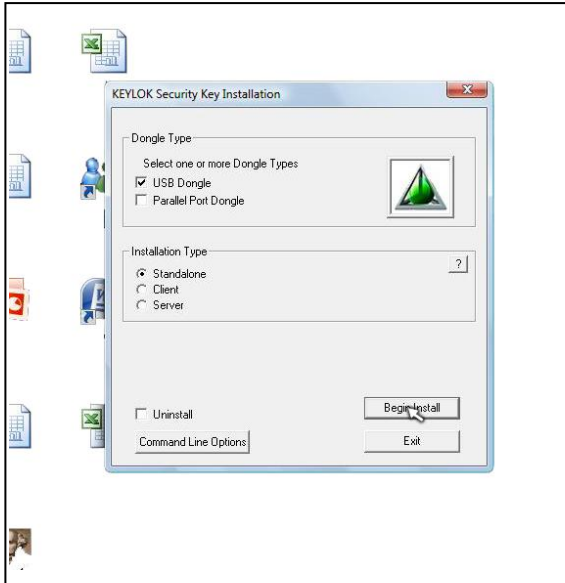 KEYLOK Security Key Installation
Dongle Type
Select one or more Dongle Types
USB Dongle
Parallel Port Dongle
Installation Type
?
Standalone
Client
Server
Uninstall
Begin Install
Command Line Options
Exit